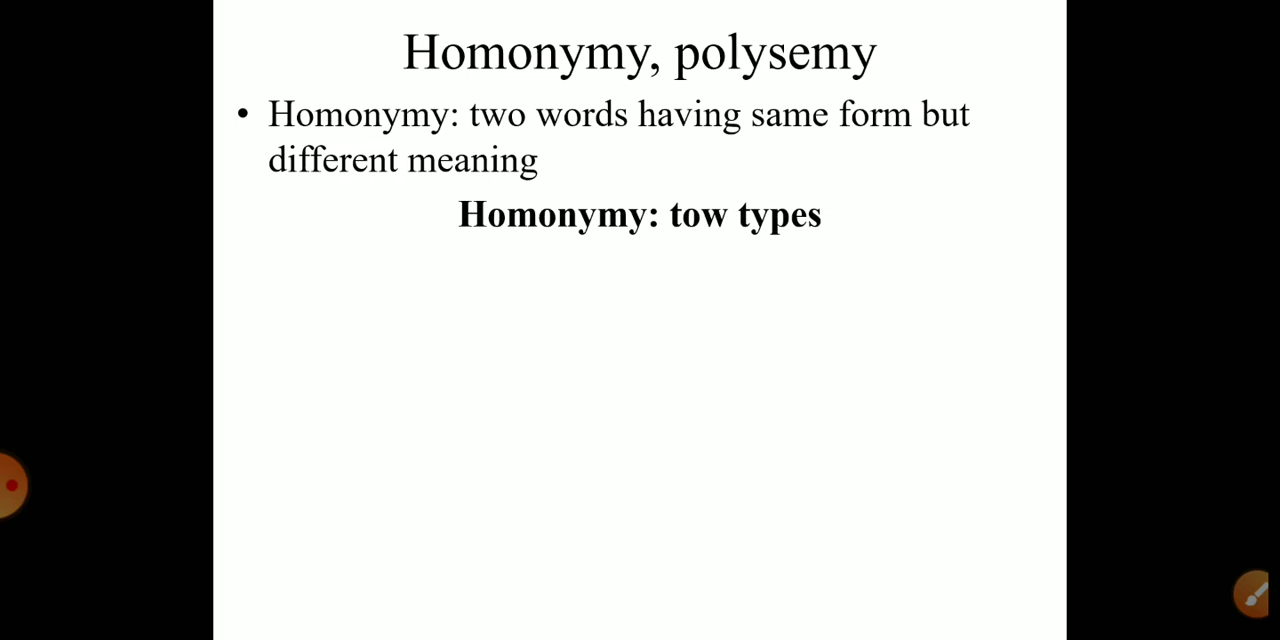 Homonymy, polysemy
• Homonymy: two words having same form but
different meaning
Homonymy: tow types